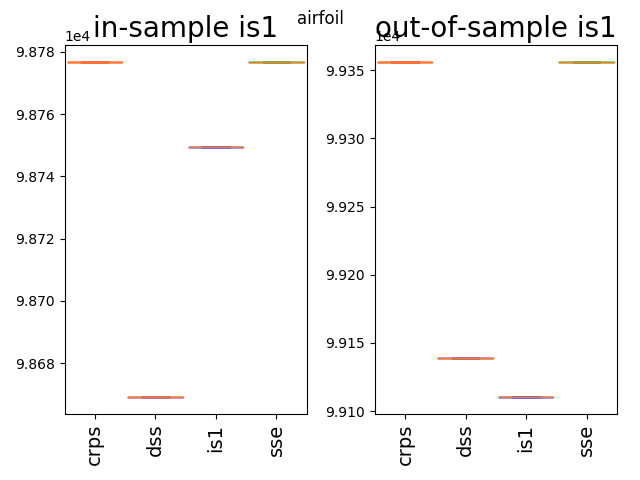 airfoil
in-sample is1
1e4
9.878
9.876
9.874
9.872
9.870
9.868
crps
dss
is1
sse
out-of-sample is1
1e4
9.935
9.930
9.925
9.920
9.915
9.910
crps
dss
is1
sse